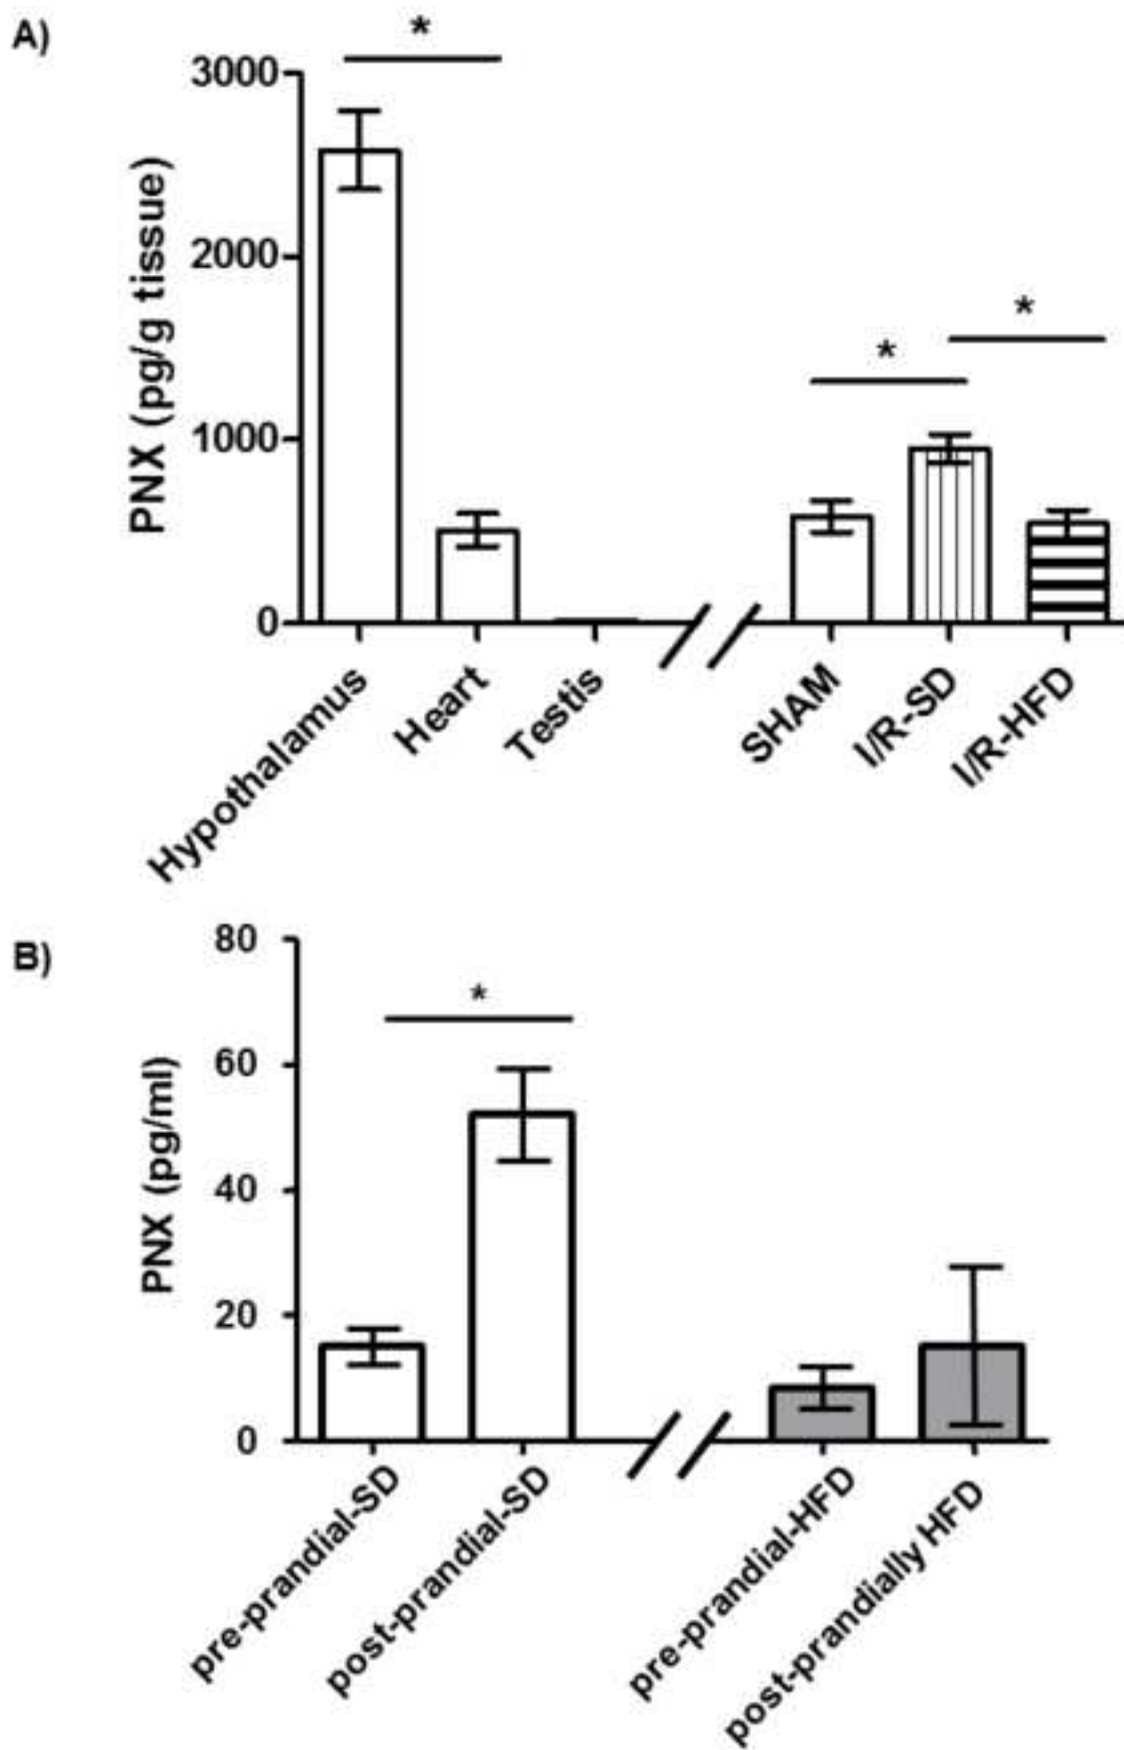 A)
*
3000
2000
1000
0
PNX (pg/g tissue)
*
*
Hypothalamus
Heart
Testis
SHAM
I/R-SD
I/R-HFD
B)
80
60
40
20
0
PNX (pg/ml)
*
pre-prandial-SD
post-prandial-SD
pre-prandial-HFD
post-prandially HFD